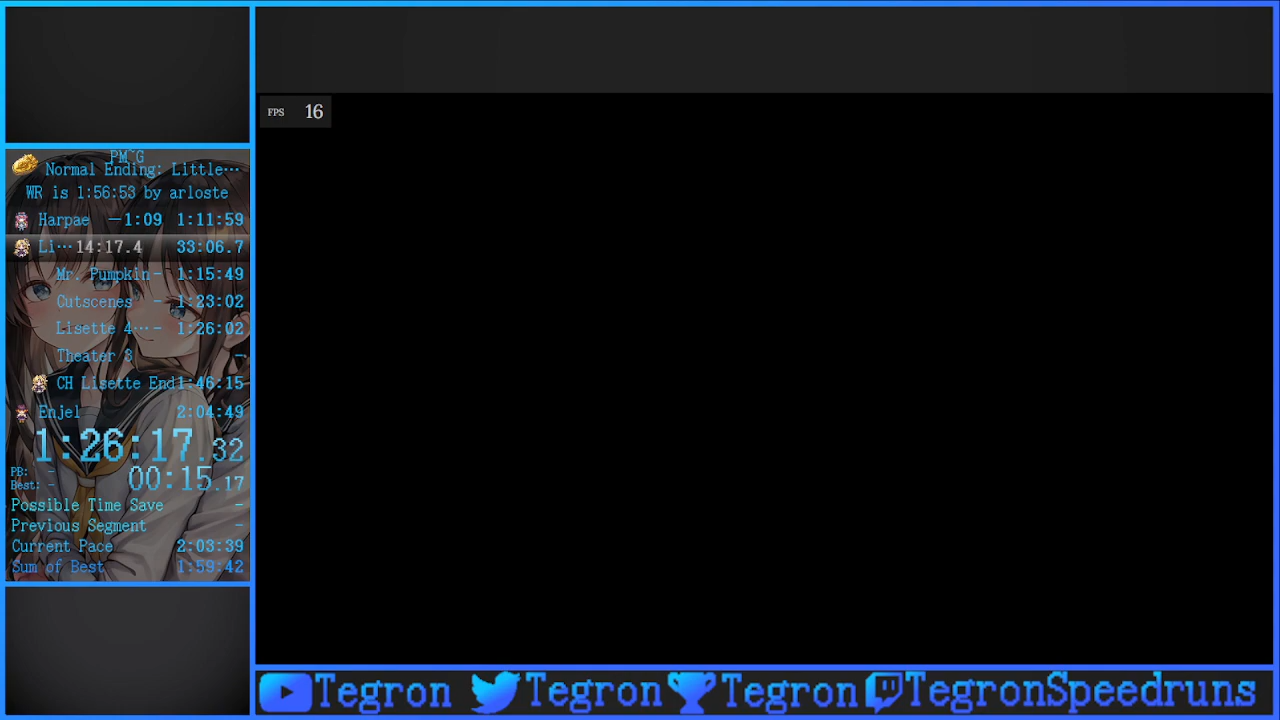 FPS 16
PM~G
Normal Ending: Little…
WR is 1:56:53 by arloste
Harpae −1:09 1:11:59
Li… 14:17.4 33:06.7
Mr. Pumpkin - 1:15:49
Cutscenes - 1:23:02
Lisette 4… - 1:26:02
Theater 3 -
CH Lisette End 1:46:15
Enjel 2:04:49
1:26:17.32
PB: -
Best: -
00:15.17
Possible Time Save -
Previous Segment -
Current Pace 2:03:39
Sum of Best 1:59:42
Tegron Tegron Tegron TegronSpeedruns